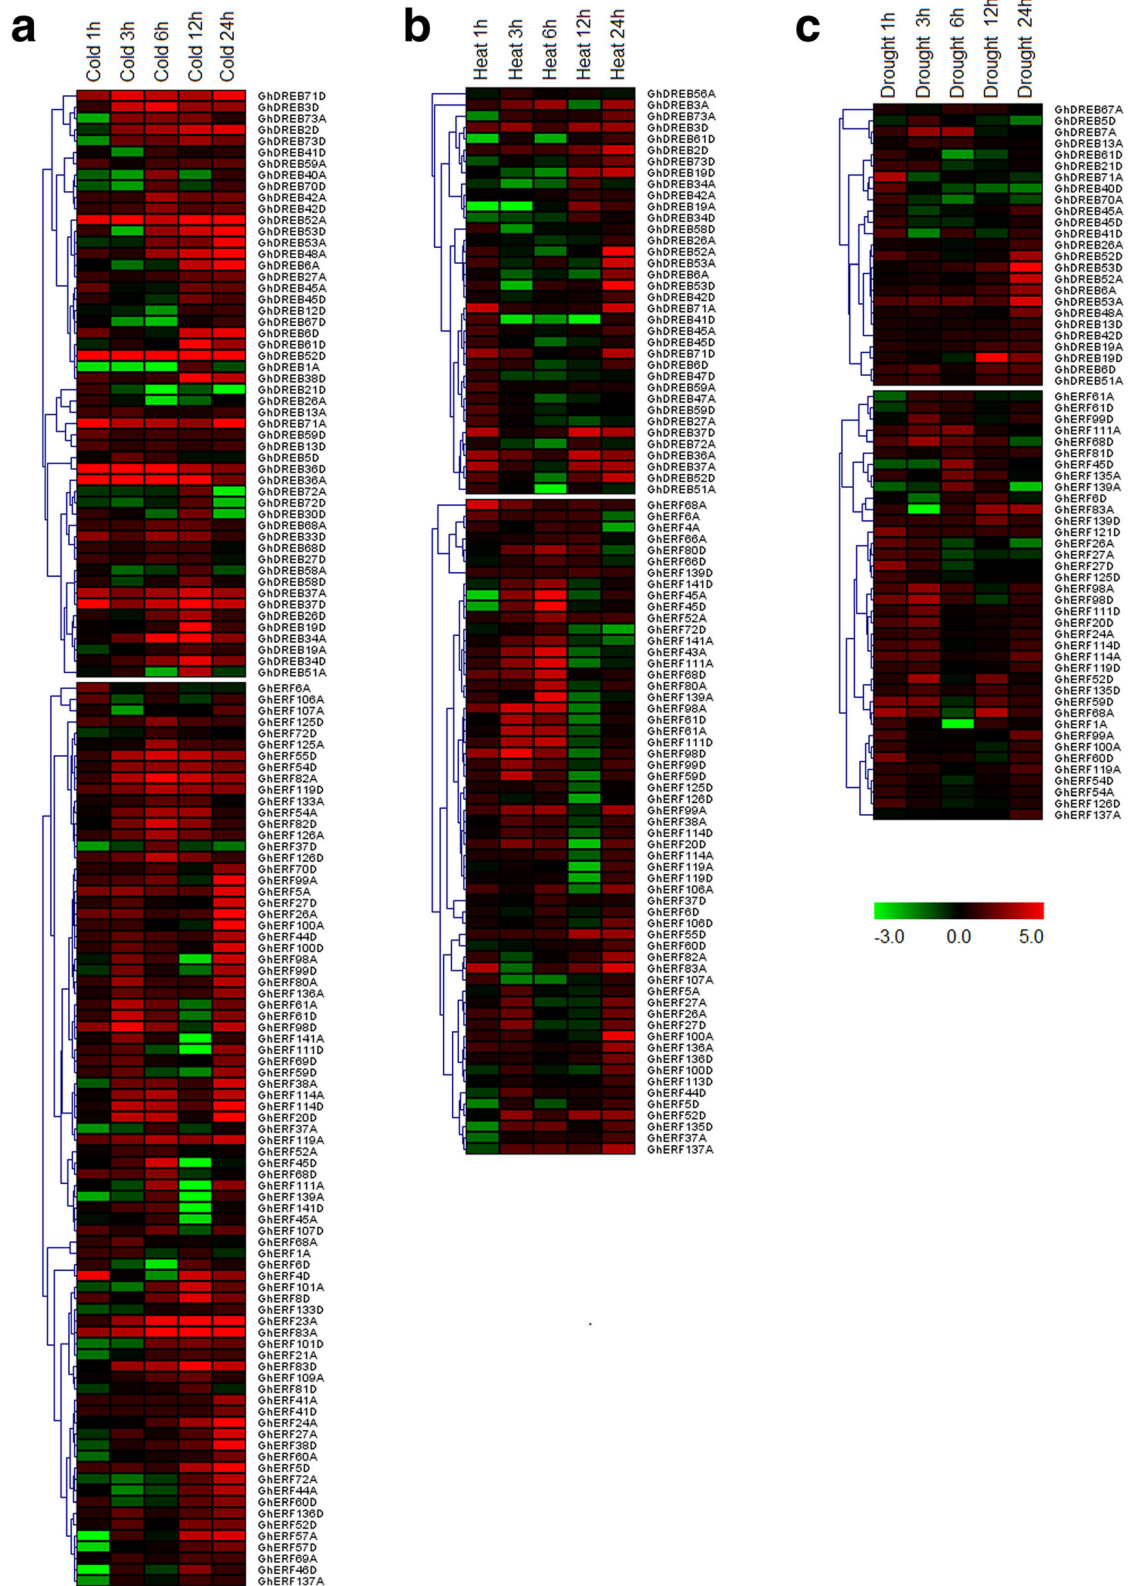 a
Cold 1h
Cold 3h
Cold 6h
Cold 12h
Cold 24h
GhDREB71D
GhDREB3D
GhDREB73A
GhDREB2D
GhDREB73D
GhDREB41D
GhDREB59A
GhDREB40A
GhDREB70D
GhDREB42A
GhDREB42D
GhDREB52A
GhDREB53D
GhDREB53A
GhDREB48A
GhDREB6A
GhDREB27A
GhDREB45A
GhDREB45D
GhDREB12D
GhDREB67D
GhDREB6D
GhDREB61D
GhDREB52D
GhDREB1A
GhDREB38D
GhDREB21D
GhDREB26A
GhDREB13A
GhDREB71A
GhDREB59D
GhDREB13D
GhDREB5D
GhDREB36D
GhDREB36A
GhDREB72A
GhDREB72D
GhDREB30D
GhDREB68A
GhDREB33D
GhDREB68D
GhDREB27D
GhDREB58A
GhDREB58D
GhDREB37A
GhDREB37D
GhDREB26D
GhDREB19D
GhDREB34A
GhDREB19A
GhDREB34D
GhDREB51A
GhERF6A
GhERF106A
GhERF107A
GhERF125D
GhERF72D
GhERF125A
GhERF55D
GhERF54D
GhERF82A
GhERF119D
GhERF133A
GhERF54A
GhERF82D
GhERF126A
GhERF37D
GhERF126D
GhERF70D
GhERF99A
GhERF5A
GhERF27D
GhERF26A
GhERF100A
GhERF44D
GhERF100D
GhERF98A
GhERF99D
GhERF80A
GhERF136A
GhERF61A
GhERF61D
GhERF98D
GhERF141A
GhERF111D
GhERF69D
GhERF59D
GhERF38A
GhERF114A
GhERF114D
GhERF20D
GhERF37A
GhERF119A
GhERF52A
GhERF45D
GhERF68D
GhERF111A
GhERF139A
GhERF141D
GhERF45A
GhERF107D
GhERF68A
GhERF1A
GhERF6D
GhERF4D
GhERF101A
GhERF8D
GhERF133D
GhERF23A
GhERF83A
GhERF101D
GhERF21A
GhERF83D
GhERF109A
GhERF81D
GhERF41A
GhERF41D
GhERF24A
GhERF27A
GhERF38D
GhERF60A
GhERF5D
GhERF72A
GhERF44A
GhERF60D
GhERF136D
GhERF52D
GhERF57A
GhERF57D
GhERF69A
GhERF46D
GhERF137A
b
Heat 1h
Heat 3h
Heat 6h
Heat 12h
Heat 24h
GhDREB56A
GhDREB3A
GhDREB73A
GhDREB3D
GhDREB61D
GhDREB2D
GhDREB73D
GhDREB19D
GhDREB34A
GhDREB42A
GhDREB19A
GhDREB34D
GhDREB58D
GhDREB26A
GhDREB52A
GhDREB53A
GhDREB6A
GhDREB53D
GhDREB42D
GhDREB71A
GhDREB41D
GhDREB45A
GhDREB45D
GhDREB71D
GhDREB6D
GhDREB47D
GhDREB59A
GhDREB47A
GhDREB59D
GhDREB27A
GhDREB37D
GhDREB72A
GhDREB36A
GhDREB37A
GhDREB52D
GhDREB51A
GhERF68A
GhERF6A
GhERF4A
GhERF66A
GhERF80D
GhERF66D
GhERF139D
GhERF141D
GhERF45A
GhERF45D
GhERF52A
GhERF72D
GhERF141A
GhERF43A
GhERF111A
GhERF68D
GhERF80A
GhERF139A
GhERF98A
GhERF61D
GhERF61A
GhERF111D
GhERF98D
GhERF99D
GhERF59D
GhERF125D
GhERF126D
GhERF99A
GhERF38A
GhERF114D
GhERF20D
GhERF114A
GhERF119A
GhERF119D
GhERF106A
GhERF37D
GhERF6D
GhERF106D
GhERF55D
GhERF60D
GhERF82A
GhERF83A
GhERF107A
GhERF5A
GhERF27A
GhERF26A
GhERF27D
GhERF100A
GhERF136A
GhERF136D
GhERF100D
GhERF113D
GhERF44D
GhERF5D
GhERF52D
GhERF135D
GhERF37A
GhERF137A
c
Drought 1h
Drought 3h
Drought 6h
Drought 12h
Drought 24h
GhDREB67A
GhDREB5D
GhDREB7A
GhDREB13A
GhDREB61D
GhDREB21D
GhDREB71A
GhDREB40D
GhDREB70A
GhDREB45A
GhDREB45D
GhDREB41D
GhDREB26A
GhDREB52D
GhDREB53D
GhDREB52A
GhDREB6A
GhDREB53A
GhDREB48A
GhDREB13D
GhDREB42D
GhDREB19A
GhDREB19D
GhDREB6D
GhDREB51A
GhERF61A
GhERF61D
GhERF99D
GhERF111A
GhERF68D
GhERF81D
GhERF45D
GhERF135A
GhERF139A
GhERF6D
GhERF83A
GhERF139D
GhERF121D
GhERF26A
GhERF27A
GhERF27D
GhERF125D
GhERF98A
GhERF98D
GhERF111D
GhERF20D
GhERF24A
GhERF114D
GhERF114A
GhERF119D
GhERF52D
GhERF135D
GhERF59D
GhERF68A
GhERF1A
GhERF99A
GhERF100A
GhERF60D
GhERF119A
GhERF54D
GhERF54A
GhERF126D
GhERF137A
-3.0 0.0 5.0